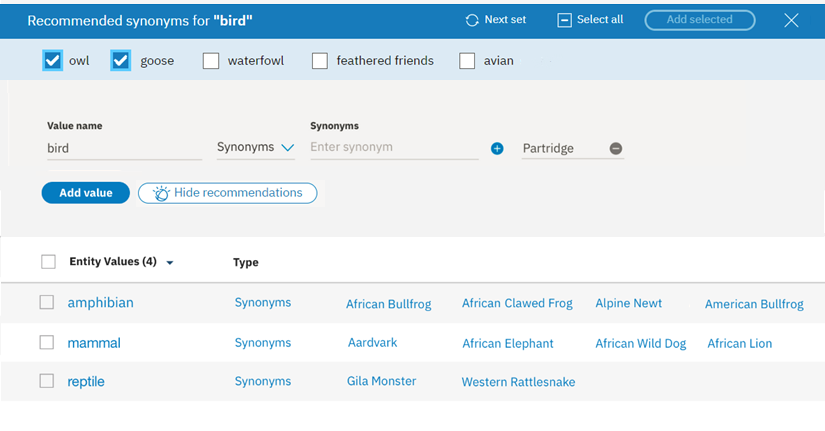 Recommended synonyms for "bird" Next set Select all Add selected
owl goose waterfowl feathered friends avian
Value name Synonyms
bird Synonyms Enter synonym Partridge
Add value Hide recommendations
Entity Values (4) Type
amphibian Synonyms African Bullfrog African Clawed Frog Alpine Newt American Bullfrog
mammal Synonyms Aardvark African Elephant African Wild Dog African Lion
reptile Synonyms Gila Monster Western Rattlesnake